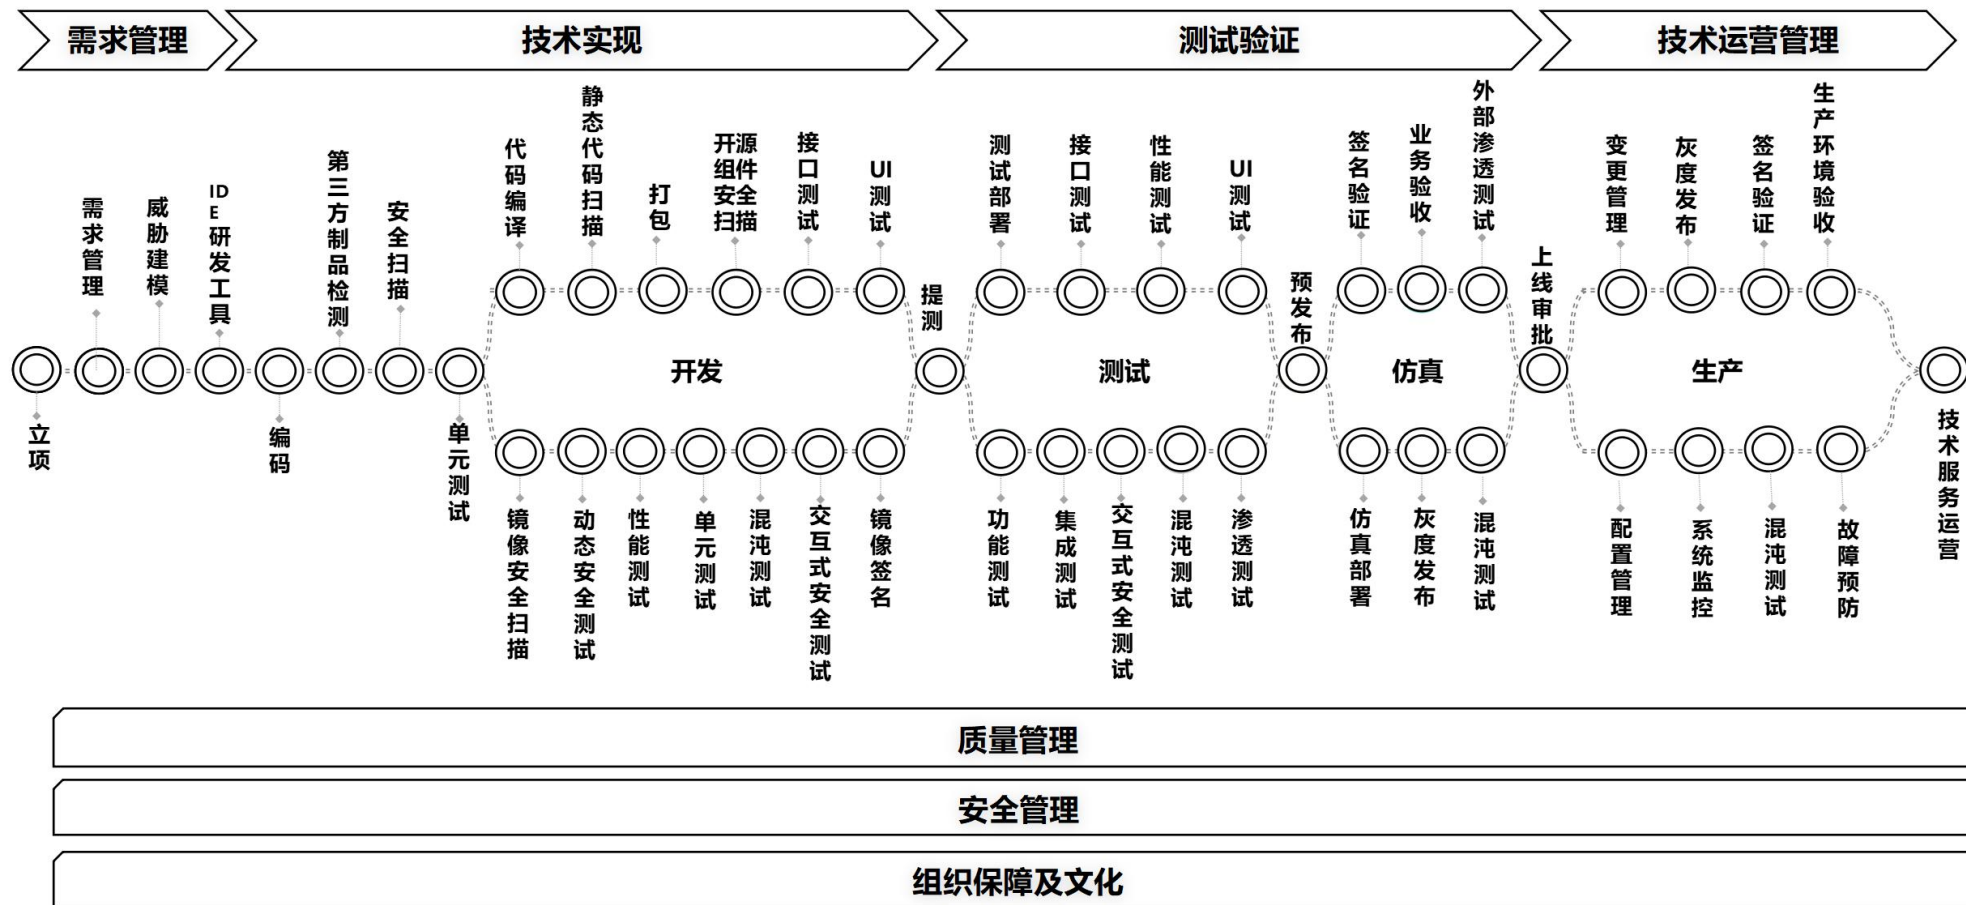 需求管理
技术实现
测试验证
技术运营管理
立项
需求管理
威胁建模
IDE研发工具
编码
第三方制品检测
安全扫描
单元测试
代码编译
静态代码扫描
打包
开源组件安全扫描
接口测试
UI测试
开发
镜像安全扫描
动态安全测试
性能测试
单元测试
混沌测试
交互式安全测试
镜像签名
提测
测试部署
接口测试
性能测试
UI测试
测试
功能测试
集成测试
交互式安全测试
混沌测试
渗透测试
预发布
签名验证
业务验收
外部渗透测试
仿真
仿真部署
灰度发布
混沌测试
上线审批
变更管理
灰度发布
签名验证
生产环境验收
生产
配置管理
系统监控
混沌测试
故障预防
技术服务运营
质量管理
安全管理
组织保障及文化